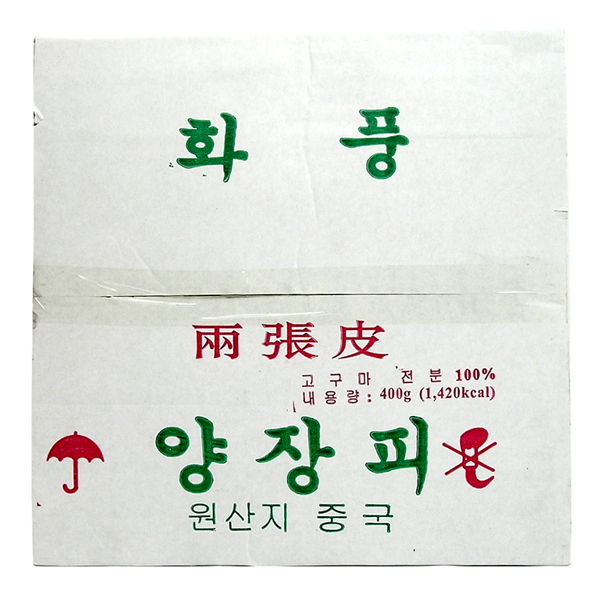 화 풍
兩張皮
고구마 전분 100%
내용량: 400g (1,420kcal)
양장피
원산지 중국